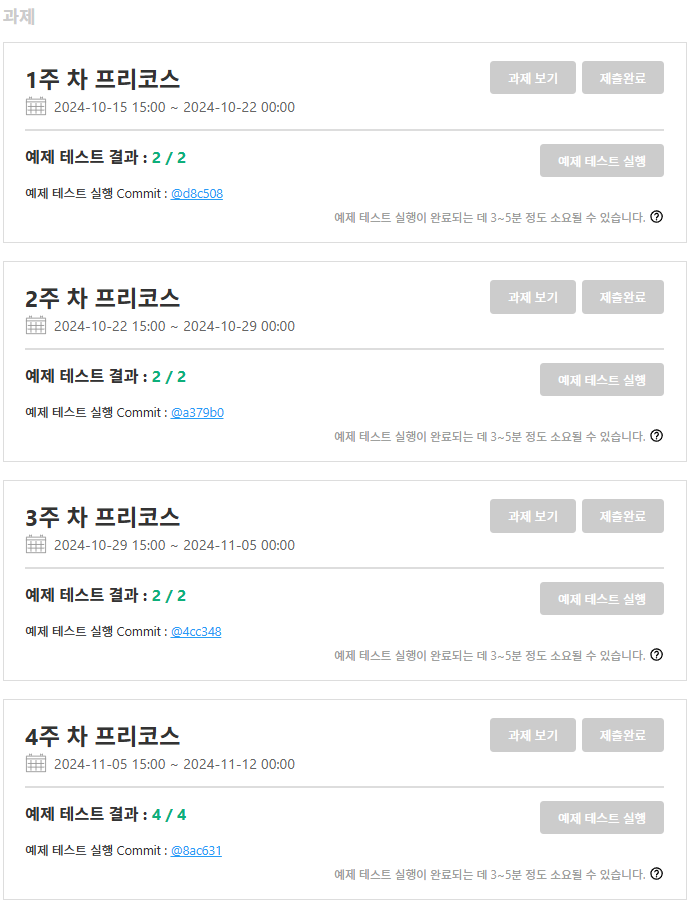 과제
1주 차 프리코스
과제 보기
제출완료
2024-10-15 15:00 ~ 2024-10-22 00:00
예제 테스트 결과 : 2 / 2
예제 테스트 실행
예제 테스트 실행 Commit : @d8c508
예제 테스트 실행이 완료되는 데 3~5분 정도 소요될 수 있습니다. ?
2주 차 프리코스
과제 보기
제출완료
2024-10-22 15:00 ~ 2024-10-29 00:00
예제 테스트 결과 : 2 / 2
예제 테스트 실행
예제 테스트 실행 Commit : @a379b0
예제 테스트 실행이 완료되는 데 3~5분 정도 소요될 수 있습니다. ?
3주 차 프리코스
과제 보기
제출완료
2024-10-29 15:00 ~ 2024-11-05 00:00
예제 테스트 결과 : 2 / 2
예제 테스트 실행
예제 테스트 실행 Commit : @4cc348
예제 테스트 실행이 완료되는 데 3~5분 정도 소요될 수 있습니다. ?
4주 차 프리코스
과제 보기
제출완료
2024-11-05 15:00 ~ 2024-11-12 00:00
예제 테스트 결과 : 4 / 4
예제 테스트 실행
예제 테스트 실행 Commit : @8ac631
예제 테스트 실행이 완료되는 데 3~5분 정도 소요될 수 있습니다. ?